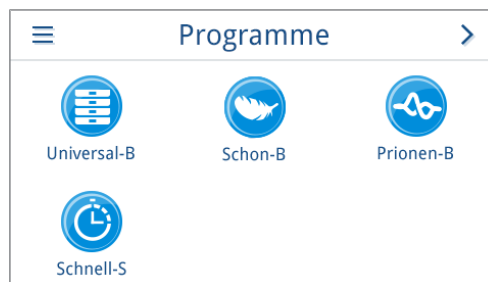 Programme
Universal-B
Schon-B
Prionen-B
Schnell-S